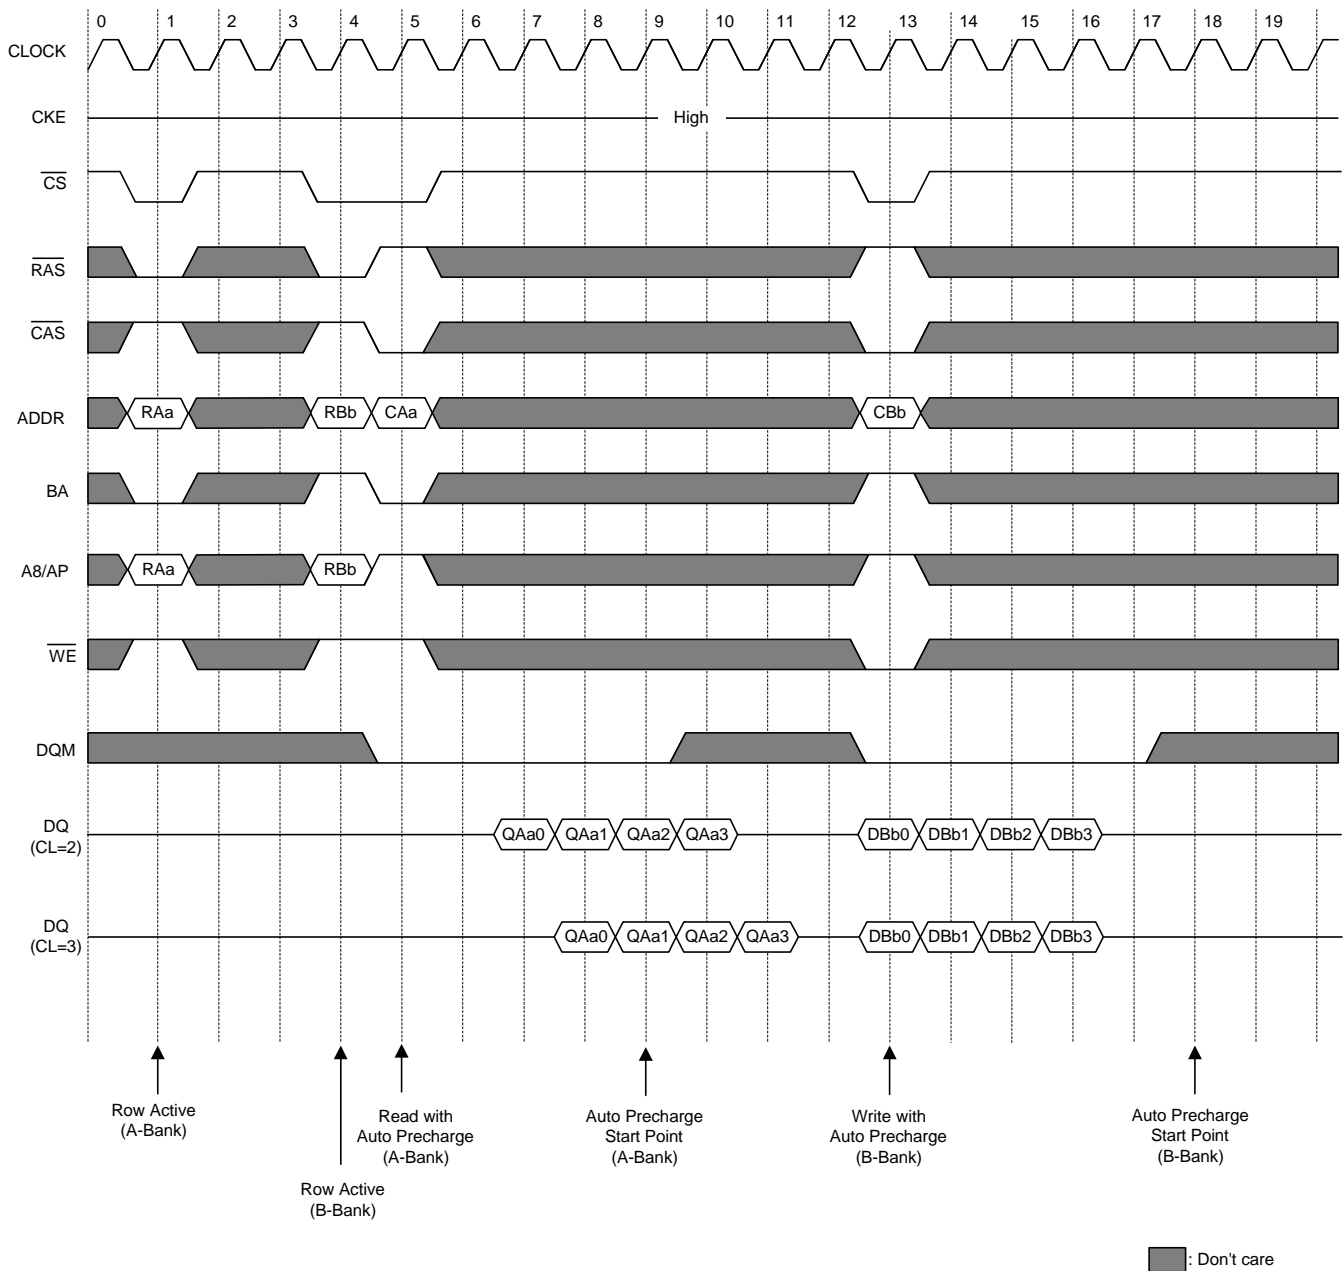 0 1 2 3 4 5 6 7 8 9 10 11 12 13 14 15 16 17 18 19
CLOCK
CKE
High
CS
RAS
CAS
ADDR
RAa RBb CAa CBb
BA
A8/AP
RAa RBb
WE
DQM
DQ
(CL=2)
QAa0 QAa1 QAa2 QAa3 DBb0 DBb1 DBb2 DBb3
DQ
(CL=3)
QAa0 QAa1 QAa2 QAa3 DBb0 DBb1 DBb2 DBb3
Row Active
(A-Bank)
Row Active
(B-Bank)
Read with
Auto Precharge
(A-Bank)
Auto Precharge
Start Point
(A-Bank)
Write with
Auto Precharge
(B-Bank)
Auto Precharge
Start Point
(B-Bank)
: Don't care